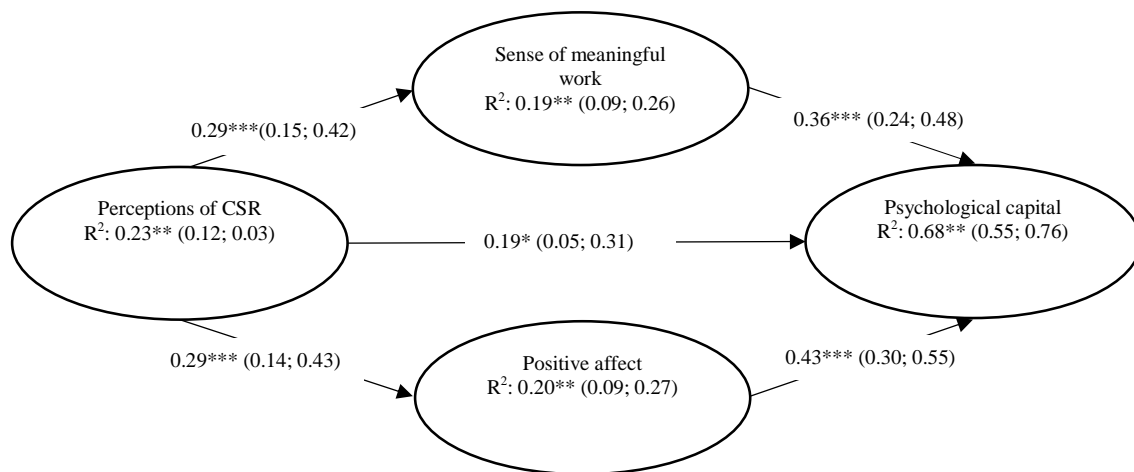 Sense of meaningful
work
R²: 0.19** (0.09; 0.26)
0.29***(0.15; 0.42)
0.36*** (0.24; 0.48)
Perceptions of CSR
R²: 0.23** (0.12; 0.03)
0.19* (0.05; 0.31)
Psychological capital
R²: 0.68** (0.55; 0.76)
0.29*** (0.14; 0.43)
Positive affect
R²: 0.20** (0.09; 0.27)
0.43*** (0.30; 0.55)